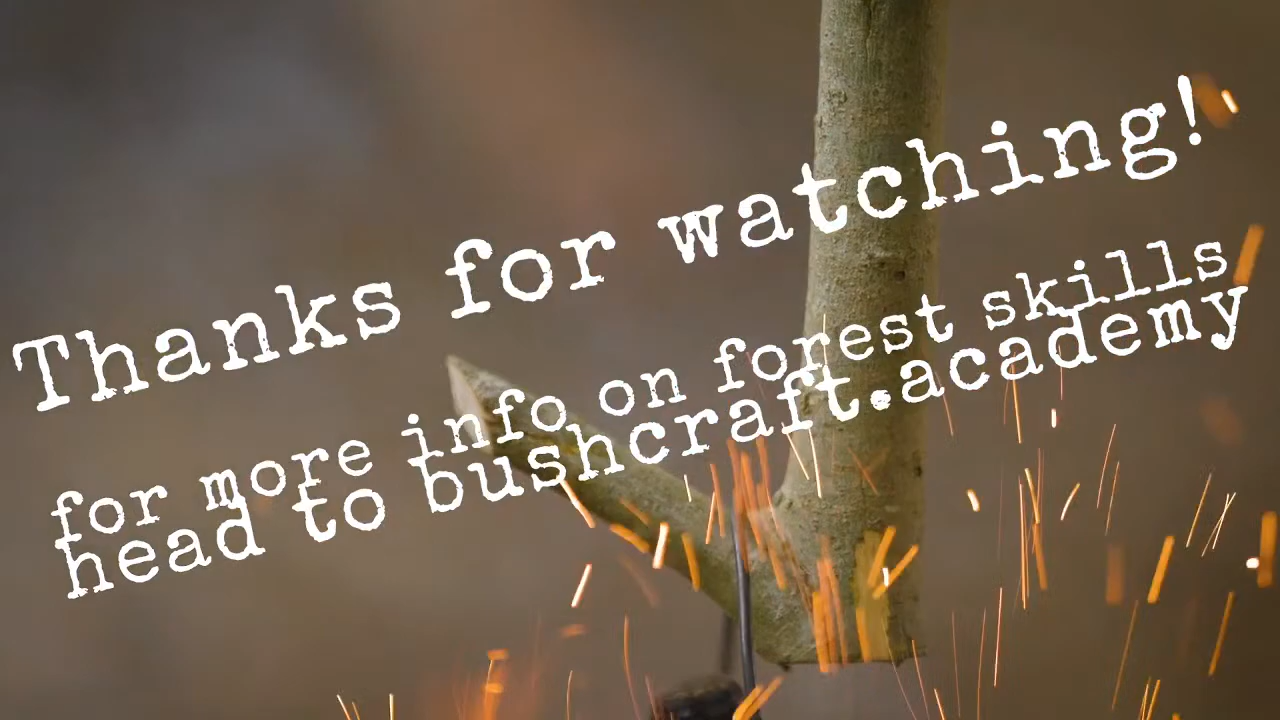 Thanks for watching!
for more info on forest skills
head to bushcraft.academy